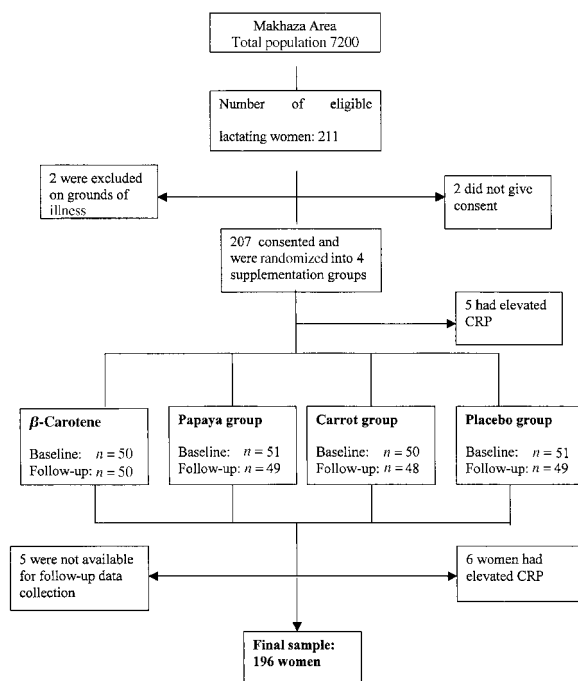 Makhaza Area
Total population 7200
Number of eligible
lactating women: 211
2 were excluded
on grounds of
illness
2 did not give
consent
207 consented and
were randomized into 4
supplementation groups
5 had elevated
CRP
β-Carotene
Baseline: n = 50
Follow-up: n = 50
Papaya group
Baseline: n = 51
Follow-up: n = 49
Carrot group
Baseline: n = 50
Follow-up: n = 48
Placebo group
Baseline: n = 51
Follow-up: n = 49
5 were not available
for follow-up data
collection
6 women had
elevated CRP
Final sample:
196 women